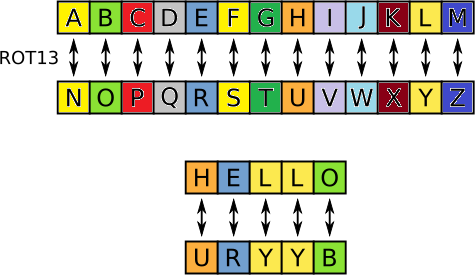 A B C D E F G H I J K L M
ROT13
N O P Q R S T U V W X Y Z
H E L L O
U R Y Y B